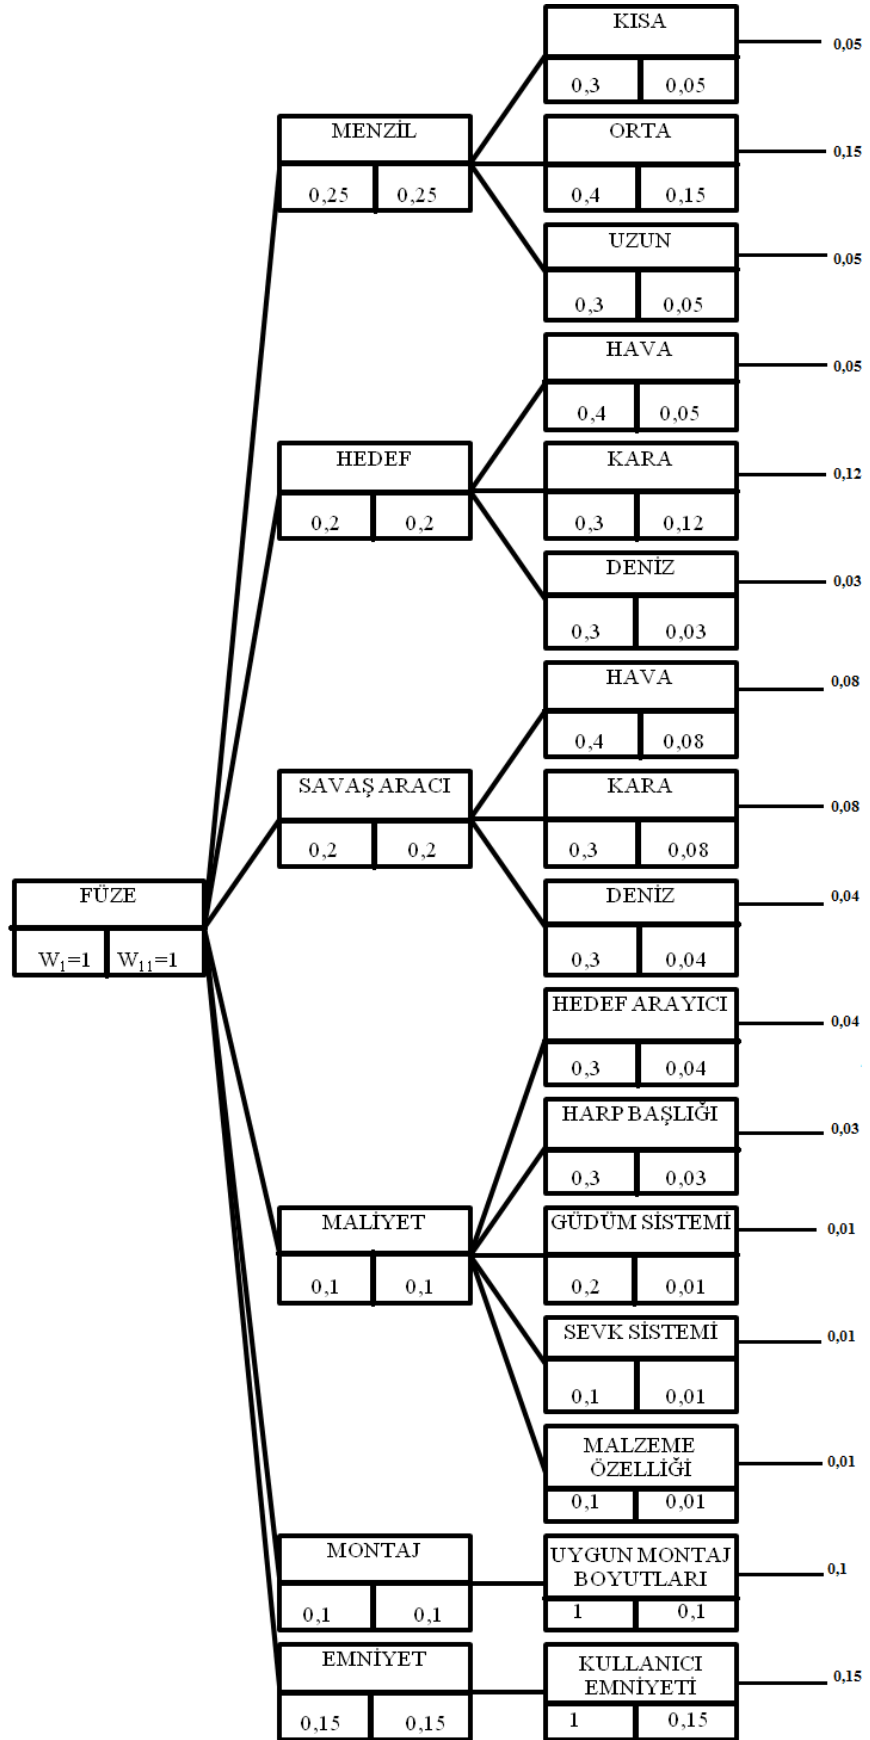 KISA
0,3 0,05
0,05
MENZİL
0,25 0,25
ORTA
0,4 0,15
0,15
UZUN
0,3 0,05
0,05
HAVA
0,4 0,05
0,05
HEDEF
0,2 0,2
KARA
0,3 0,12
0,12
DENİZ
0,3 0,03
0,03
HAVA
0,4 0,08
0,08
SAVAŞ ARACI
0,2 0,2
KARA
0,3 0,08
0,08
FÜZE
W₁=1 W₁₁=1
DENİZ
0,3 0,04
0,04
HEDEF ARAYICI
0,3 0,04
0,04
HARP BAŞLIĞI
0,3 0,03
0,03
MALİYET
0,1 0,1
GÜDÜM SİSTEMİ
0,2 0,01
0,01
SEVK SİSTEMİ
0,1 0,01
0,01
MALZEME
ÖZELLİĞİ
0,1 0,01
0,01
MONTAJ
0,1 0,1
UYGUN MONTAJ
BOYUTLARI
1 0,1
0,1
EMNİYET
0,15 0,15
KULLANICI
EMNİYETİ
1 0,15
0,15